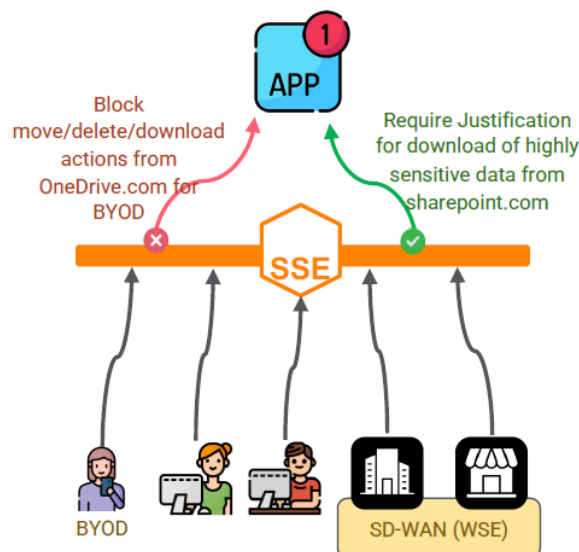 1
APP
Block
move/delete/download
actions from
OneDrive.com for
BYOD
Require Justification
for download of highly
sensitive data from
sharepoint.com
SSE
BYOD
SD-WAN (WSE)